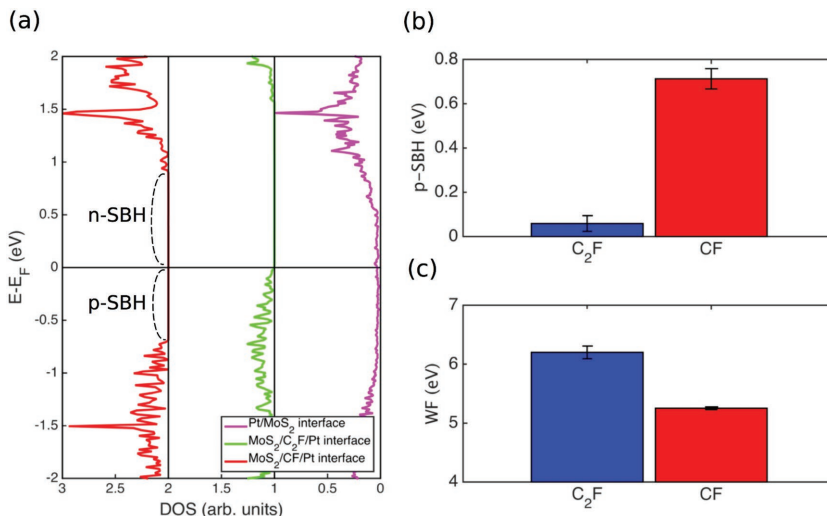 (a)
2
1.5
1
0.5
0
-0.5
-1
-1.5
-2
E-E_F (eV)
n-SBH
p-SBH
Pt/MoS₂ interface
MoS₂/C₂F/Pt interface
MoS₂/CF/Pt interface
3 2.5 2 1.5 1 0.5 0
DOS (arb. units)
(b)
0.8
0.6
0.4
0.2
0
p-SBH (eV)
C₂F CF
(c)
7
6
5
4
WF (eV)
C₂F CF